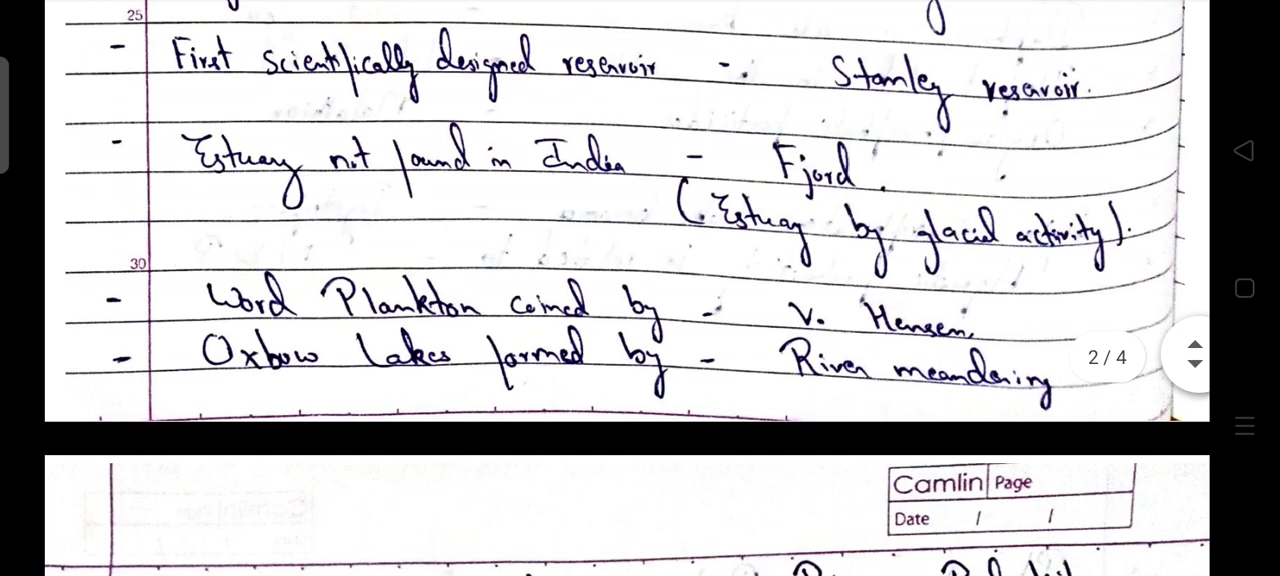 25
- First scientifically designed reservoir - Stanley reservoir.
- Estuary not found in India - Fjord.
(Estuary by glacial activity).
30
- Word Plankton coined by - V. Hensen.
- Oxbow Lakes formed by - River meandering
2 / 4
Camlin Page
Date / /